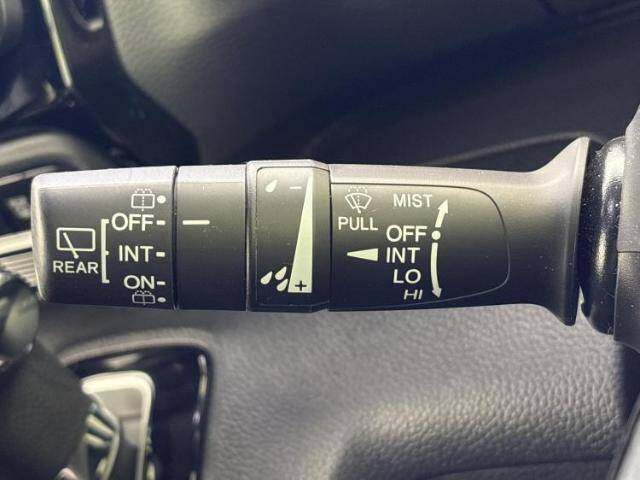 OFF
INT
ON
REAR
−
+
PULL
MIST
OFF
INT
LO
HI